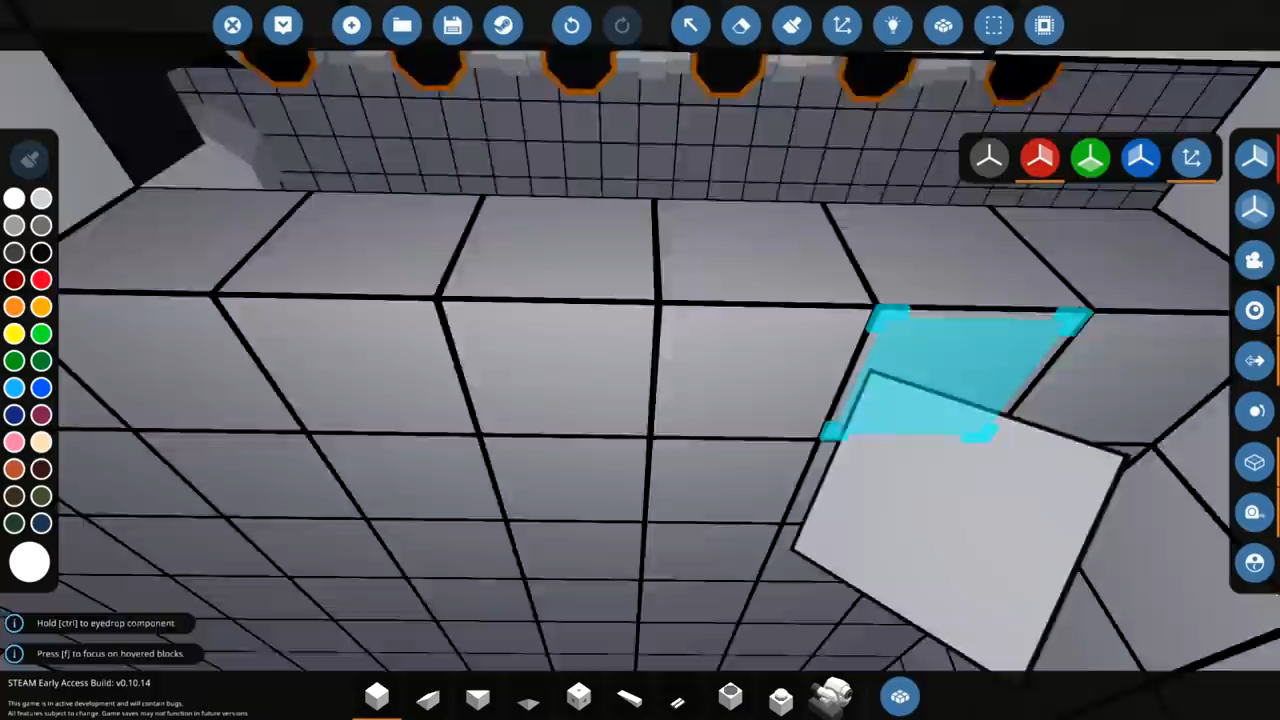 Hold [ctrl] to eyedrop component
Press [f] to focus on hovered blocks.
STEAM Early Access Build: v0.10.14
This game is in active development and will contain bugs.
All features subject to change. Game saves may not function in future versions